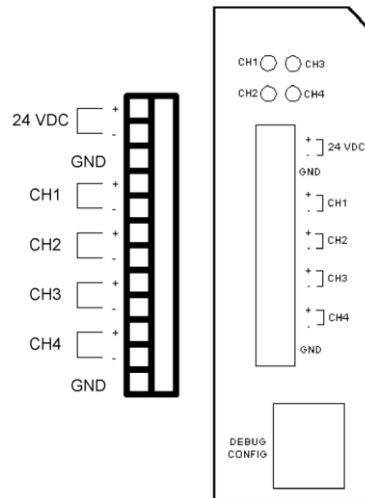 24 VDC + -
GND
CH1 + -
CH2 + -
CH3 + -
CH4 + -
GND
CH1 CH3
CH2 CH4
+ - 24 VDC
GND
+ - CH1
+ - CH2
+ - CH3
+ - CH4
GND
DEBUG
CONFIG